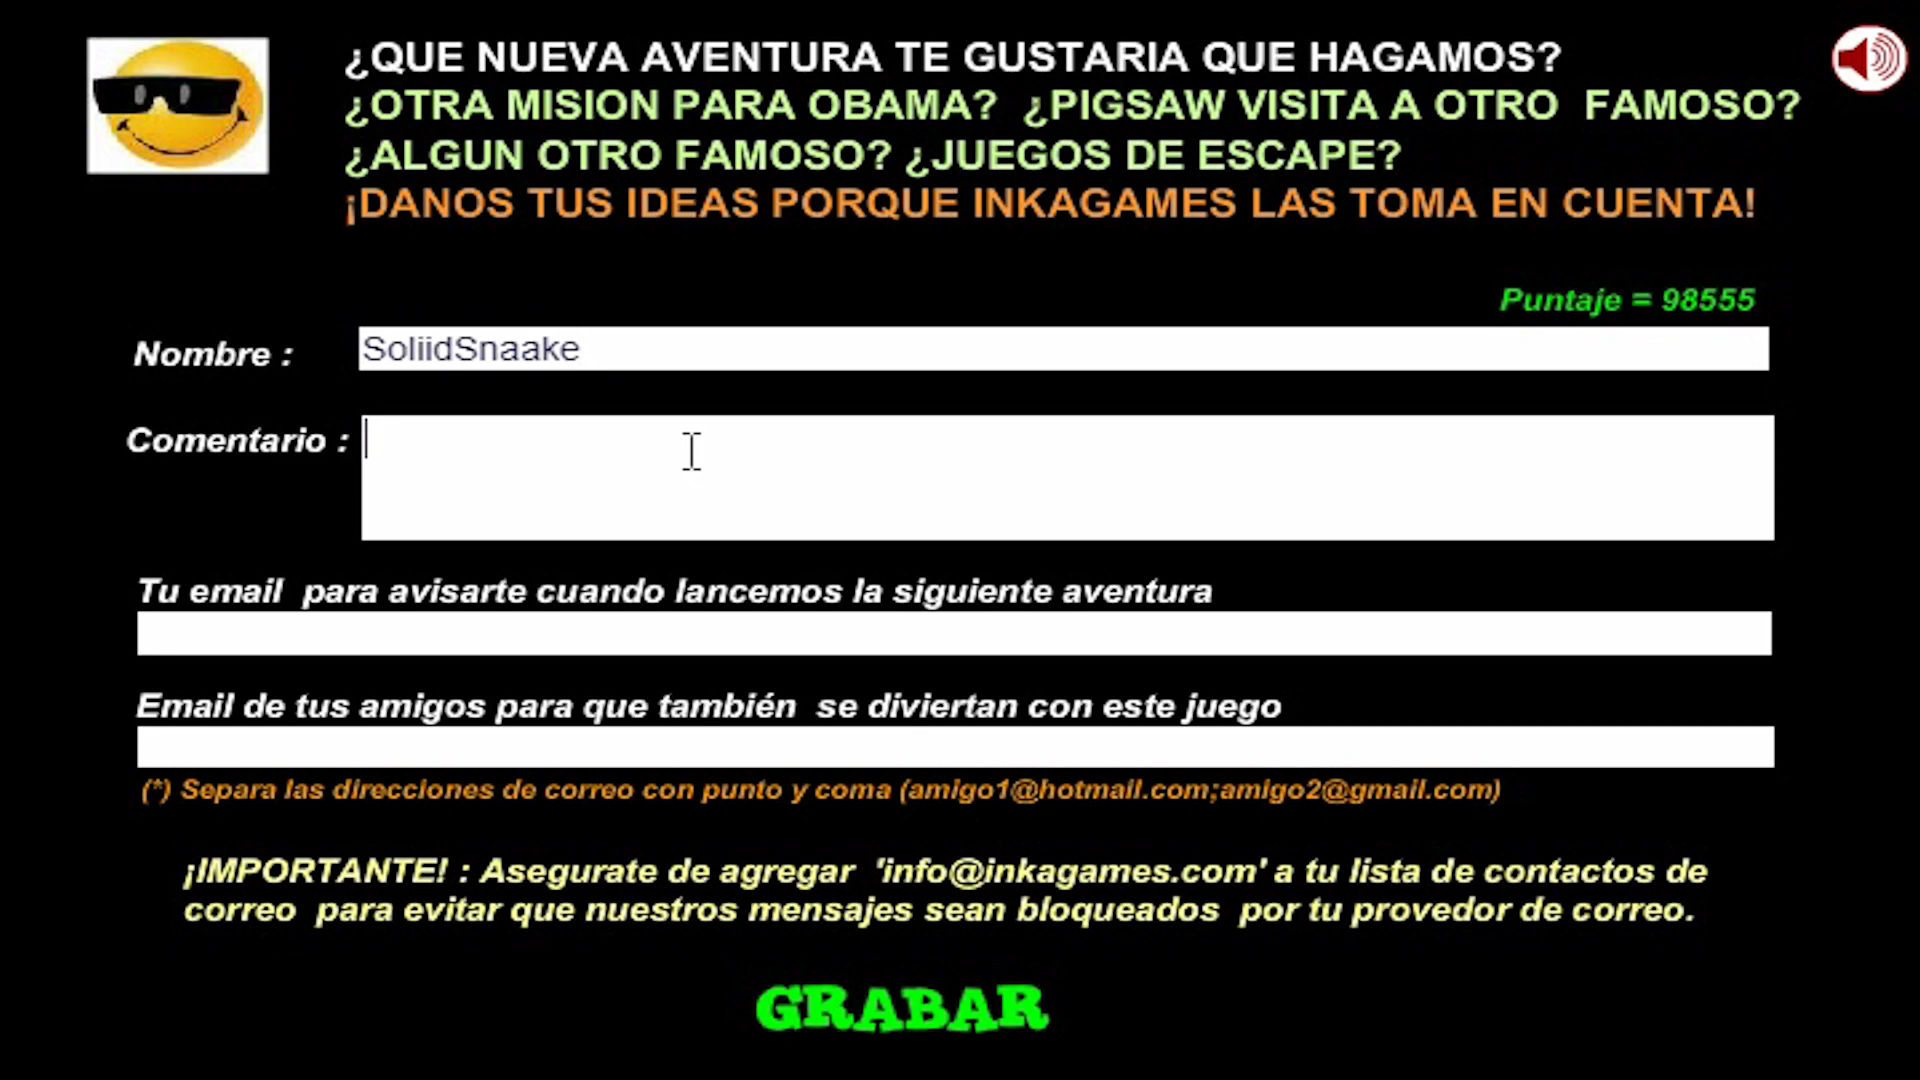 ¿QUE NUEVA AVENTURA TE GUSTARIA QUE HAGAMOS?
¿OTRA MISION PARA OBAMA? ¿PIGSAW VISITA A OTRO FAMOSO?
¿ALGUN OTRO FAMOSO? ¿JUEGOS DE ESCAPE?
¡DANOS TUS IDEAS PORQUE INKAGAMES LAS TOMA EN CUENTA!
Puntaje = 98555
Nombre : SoliidSnaake
Comentario :
Tu email para avisarte cuando lancemos la siguiente aventura
Email de tus amigos para que también se diviertan con este juego
(*) Separa las direcciones de correo con punto y coma (amigo1@hotmail.com;amigo2@gmail.com)
¡IMPORTANTE! : Asegurate de agregar 'info@inkagames.com' a tu lista de contactos de
correo para evitar que nuestros mensajes sean bloqueados por tu provedor de correo.
GRABAR